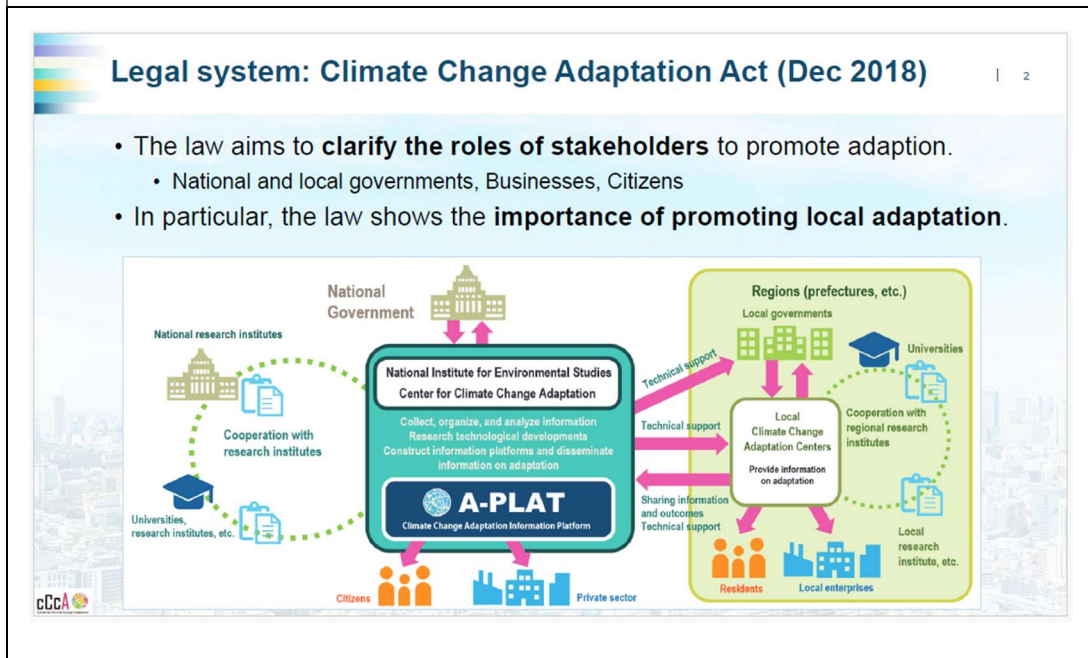 Legal system: Climate Change Adaptation Act (Dec 2018)
| 2
• The law aims to clarify the roles of stakeholders to promote adaption.
• National and local governments, Businesses, Citizens
• In particular, the law shows the importance of promoting local adaptation.
National
Government
National research institutes
Cooperation with
research institutes
Universities,
research institutes, etc.
National Institute for Environmental Studies
Center for Climate Change Adaptation
Collect, organize, and analyze information
Research technological developments
Construct information platforms and disseminate
information on adaptation
A-PLAT
Climate Change Adaptation Information Platform
Citizens
Private sector
Technical support
Technical support
Sharing information
and outcomes
Technical support
Regions (prefectures, etc.)
Local governments
Universities
Local
Climate Change
Adaptation Centers
Provide information
on adaptation
Cooperation with
regional research
institutes
Local
research
institute, etc.
Residents
Local enterprises
cCcA